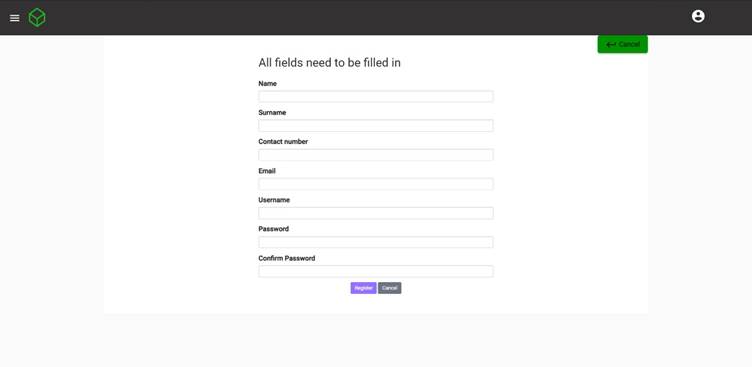 Cancel
All fields need to be filled in
Name
Surname
Contact number
Email
Username
Password
Confirm Password
Register Cancel